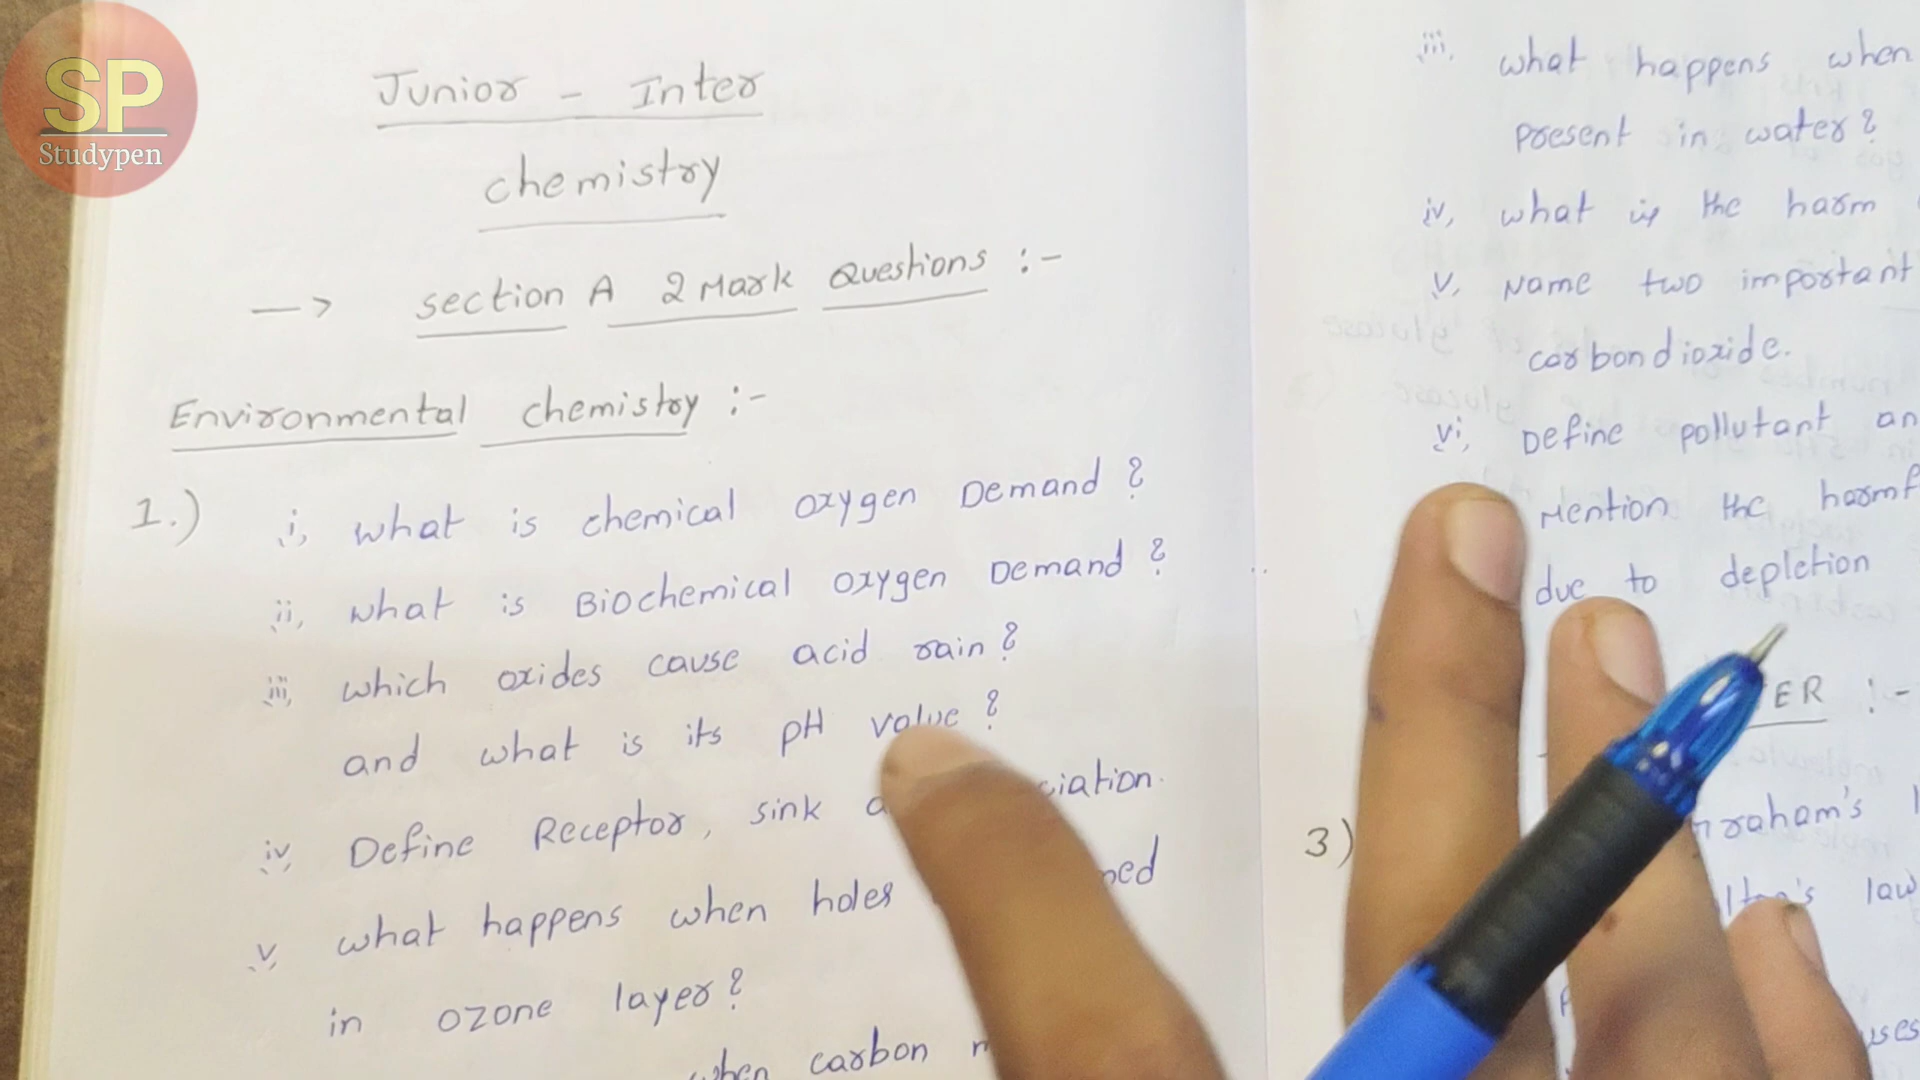 SP
Studypen
Junior - Inter
chemistry
—> section A 2 Mark Questions :-
Environmental chemistry :-
1.) i, what is chemical oxygen Demand ?
ii, what is Biochemical oxygen Demand ?
iii, which oxides cause acid rain ?
and what is its pH value ?
iv, Define Receptor, sink
v, what happens when holes
in ozone layer ?
when carbon
iii, what happens when
present in water ?
iv, what is the harm
v, Name two important
carbondioxide.
vi, Define pollutant
Mention the
due to depletion
:-
3)
law